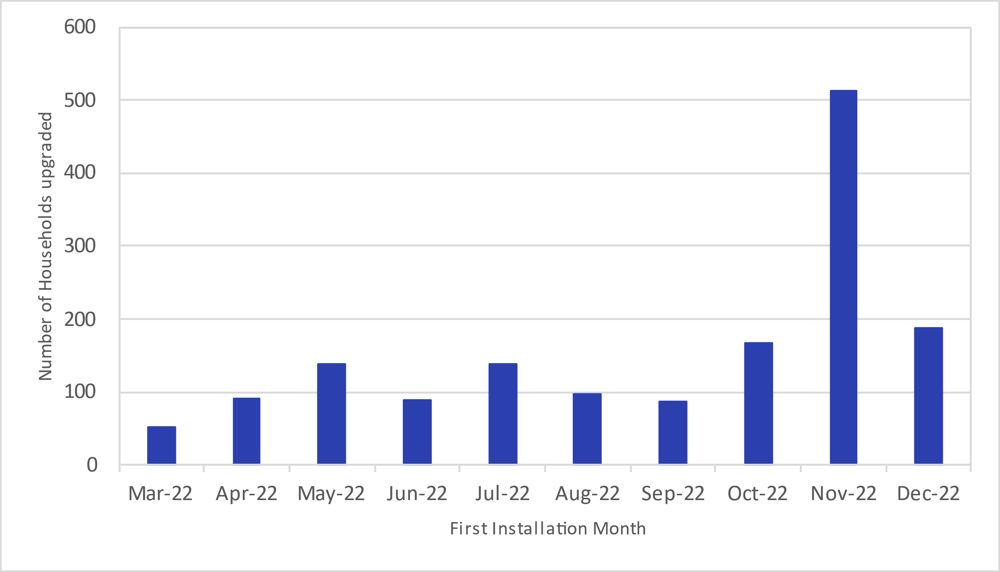 600
500
400
300
200
100
0
Number of Households upgraded
Mar-22 Apr-22 May-22 Jun-22 Jul-22 Aug-22 Sep-22 Oct-22 Nov-22 Dec-22
First Installation Month